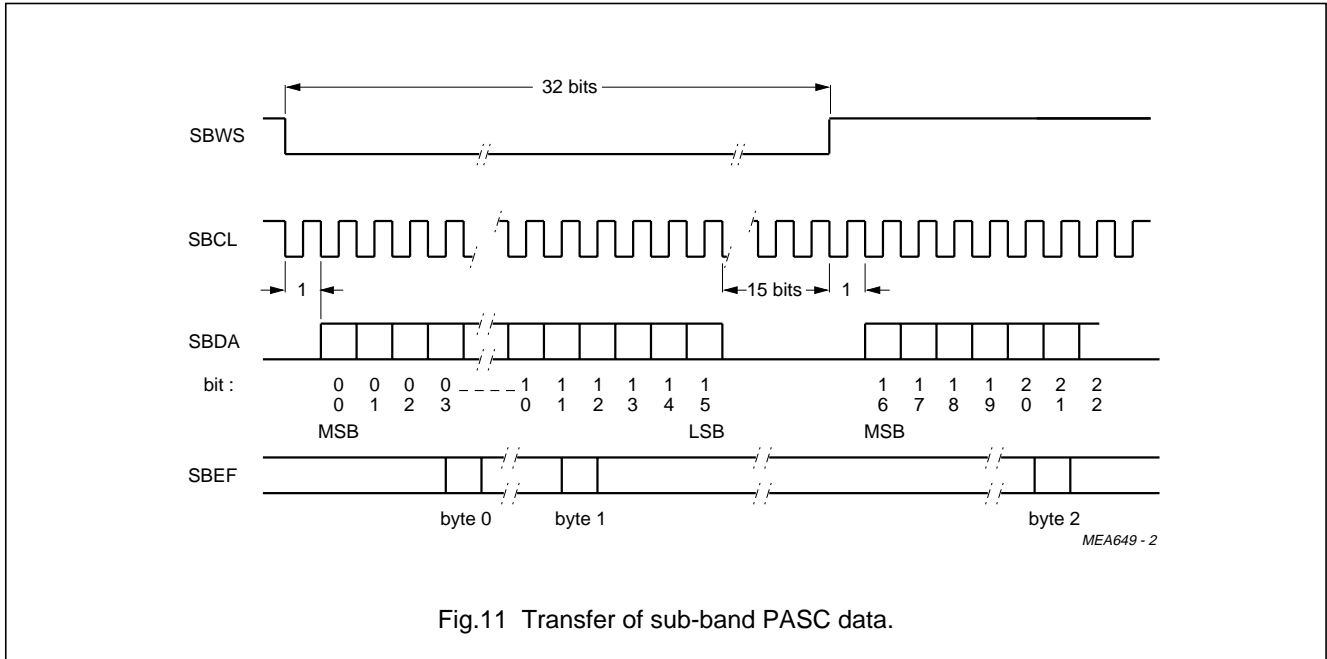 32 bits
SBWS
SBCL
1
15 bits
1
SBDA
bit :
0 0 0 0 _ _ _ _ 1 1 1 1 1 1 1 1 1 1 2 2 2
0 1 2 3 0 1 2 3 4 5 6 7 8 9 0 1 2
MSB LSB MSB
SBEF
byte 0 byte 1 byte 2
MEA649 - 2
Fig.11 Transfer of sub-band PASC data.